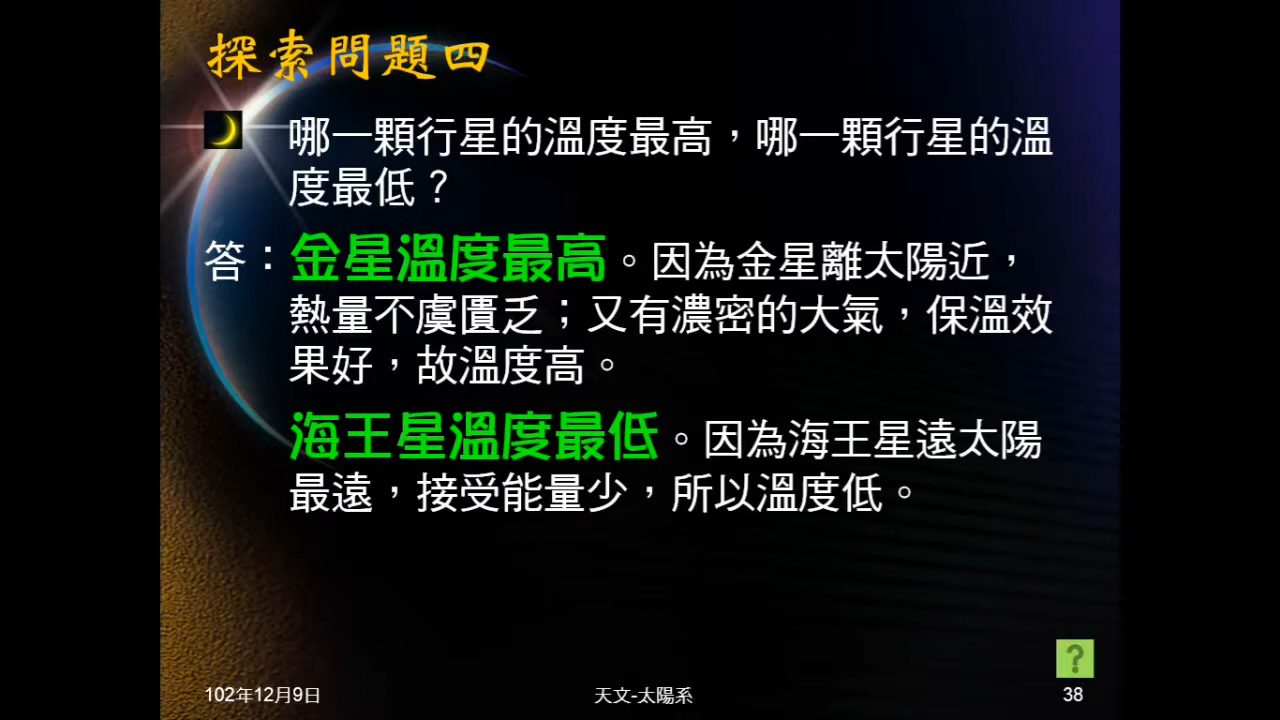 探索問題四
哪一顆行星的溫度最高，哪一顆行星的溫
度最低？
答：金星溫度最高。因為金星離太陽近，
熱量不虞匱乏；又有濃密的大氣，保溫效
果好，故溫度高。
海王星溫度最低。因為海王星遠太陽
最遠，接受能量少，所以溫度低。
?
102年12月9日
天文-太陽系
38